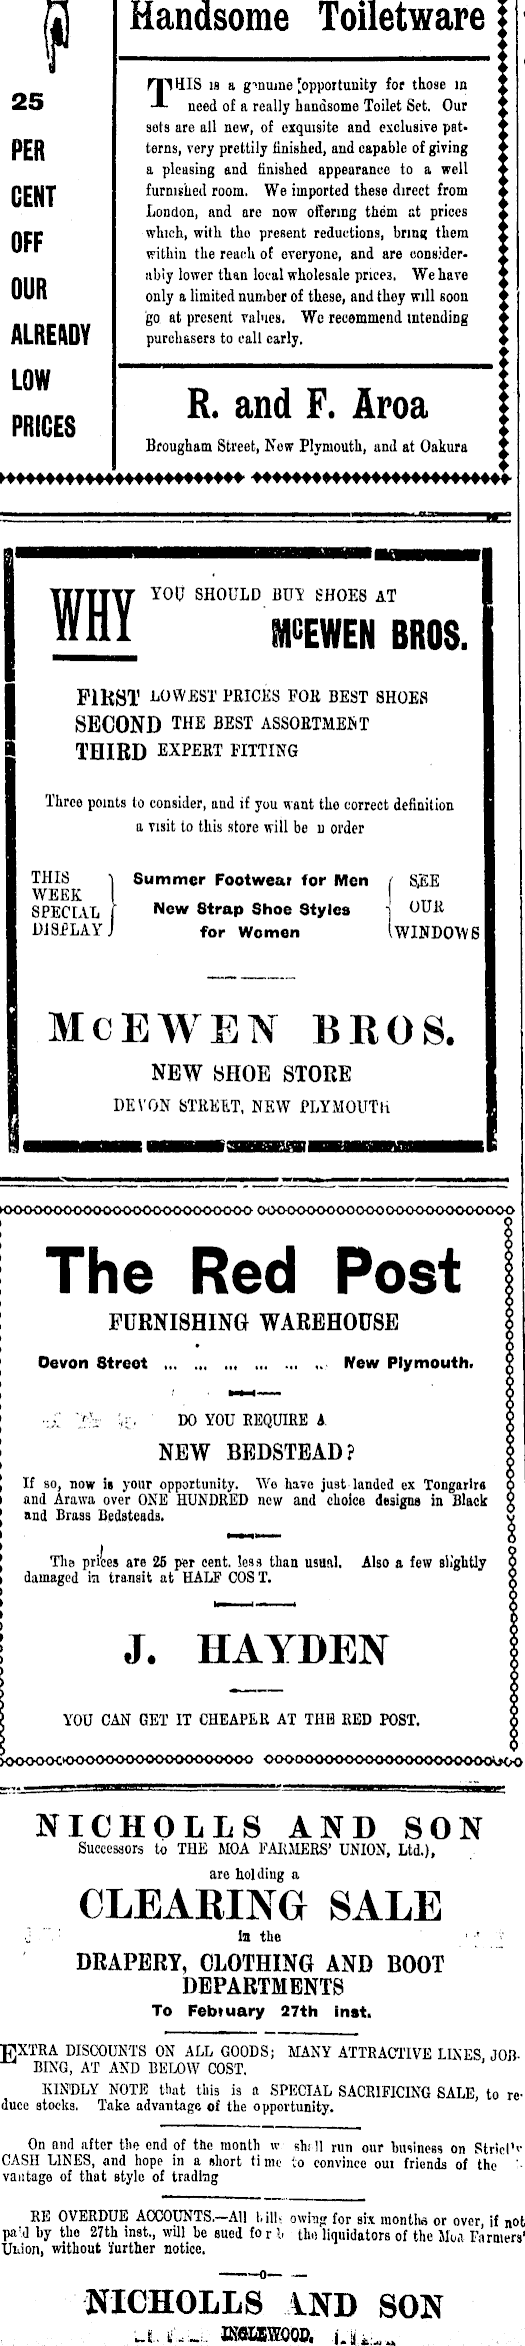 25
PER
CENT
OFF
OUR
ALREADY
LOW
PRICES
Handsome Toiletware
THIS is a genuine opportunity for those in
need of a really handsome Toilet Set. Our
sets are all new, of exquisite and exclusive pat-
terns, very prettily finished, and capable of giving
a pleasing and finished appearance to a well
furnished room. We imported these direct from
London, and are now offering them at prices
which, with the present reductions, bring them
within the reach of everyone, and are consider-
ably lower than local wholesale prices. We have
only a limited number of these, and they will soon
go at present values. We recommend intending
purchasers to call early.
R. and F. Aroa
Brougham Street, New Plymouth, and at Oakura
WHY YOU SHOULD BUY SHOES AT
McEWEN BROS.
FIRST LOWEST PRICES FOR BEST SHOES
SECOND THE BEST ASSORTMENT
THIRD EXPERT FITTING
Three points to consider, and if you want the correct definition
a visit to this store will be n order
THIS
WEEK
SPECIAL
DISPLAY
Summer Footwear for Men
New Strap Shoe Styles
for Women
SEE
OUR
WINDOWS
McEWEN BROS.
NEW SHOE STORE
DEVON STREET, NEW PLYMOUTH
The Red Post
FURNISHING WAREHOUSE
Devon Street ... ... ... ... ... ... New Plymouth.
DO YOU REQUIRE A
NEW BEDSTEAD?
If so, now is your opportunity. We have just landed ex Tongariro
and Arawa over ONE HUNDRED new and choice designs in Black
and Brass Bedsteads.
The prices are 25 per cent. less than usual. Also a few slightly
damaged in transit at HALF COST.
J. HAYDEN
YOU CAN GET IT CHEAPER AT THE RED POST.
NICHOLLS AND SON
Successors to THE MOA FARMERS' UNION, Ltd.),
are holding a
CLEARING SALE
in the
DRAPERY, CLOTHING AND BOOT
DEPARTMENTS
To February 27th inst.
EXTRA DISCOUNTS ON ALL GOODS; MANY ATTRACTIVE LINES, JOB-
BING, AT AND BELOW COST.
KINDLY NOTE that this is a SPECIAL SACRIFICING SALE, to re-
duce stocks. Take advantage of the opportunity.
On and after the end of the month w shall run our business on Strictly
CASH LINES, and hope in a short time to convince our friends of the
vantage of that style of trading
RE OVERDUE ACCOUNTS.—All bills owing for six months or over, if not
paid by the 27th inst., will be sued for b the liquidators of the Moa Farmers'
Union, without further notice.
—o—
NICHOLLS AND SON
INGLEWOOD.